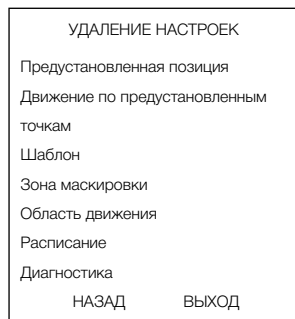 УДАЛЕНИЕ НАСТРОЕК
Предустановленная позиция
Движение по предустановленным
точкам
Шаблон
Зона маскировки
Область движения
Расписание
Диагностика
НАЗАД ВЫХОД